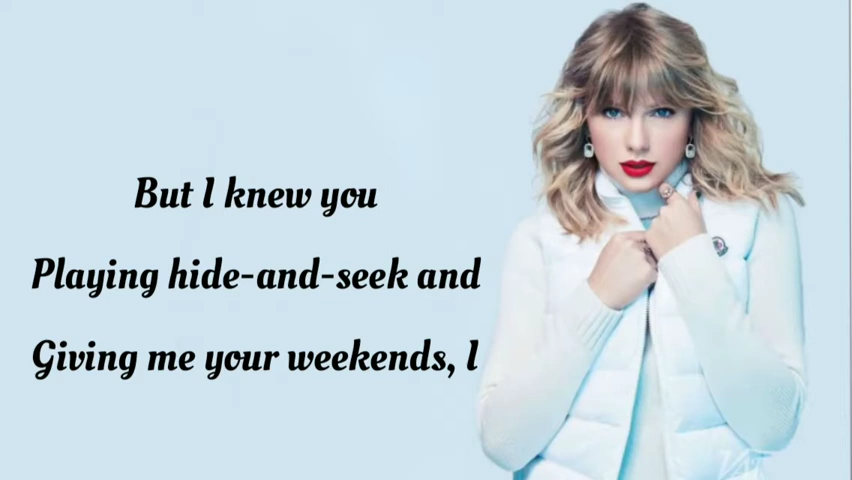 But I knew you
Playing hide-and-seek and
Giving me your weekends, I